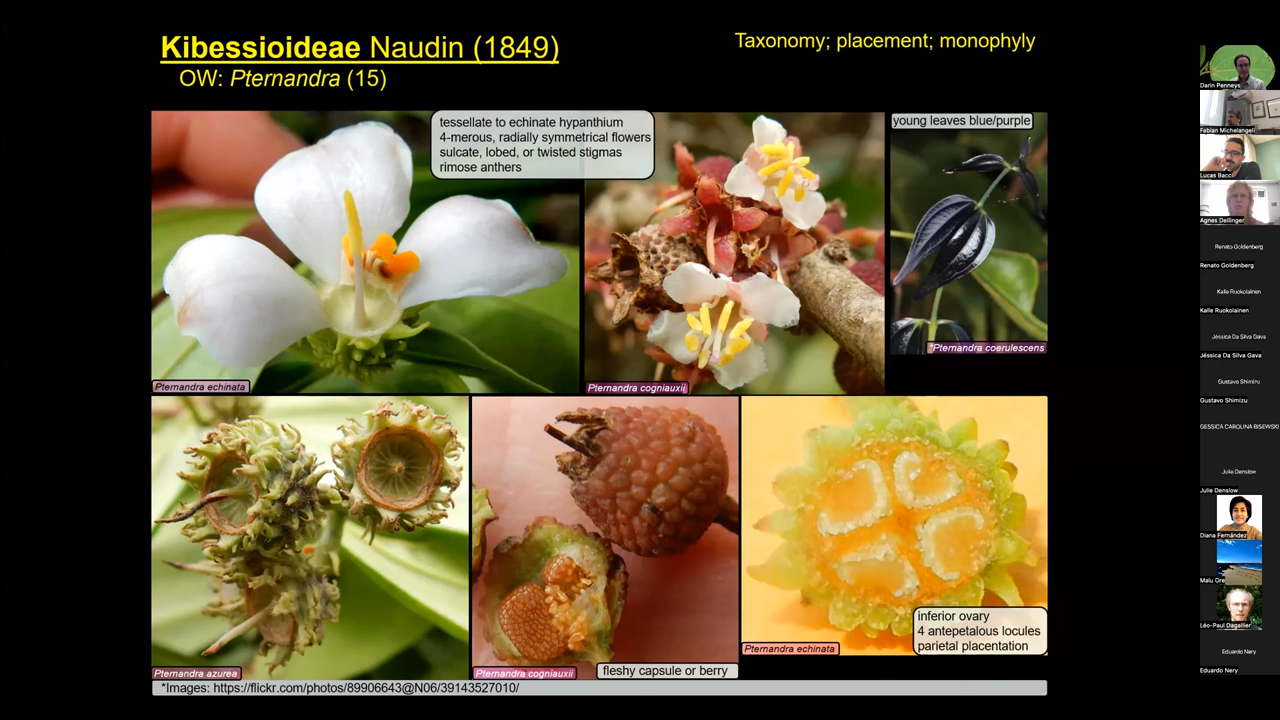 Kibessioideae Naudin (1849)
OW: Pternandra (15)
Taxonomy; placement; monophyly
tessellate to echinate hypanthium
4-merous, radially symmetrical flowers
sulcate, lobed, or twisted stigmas
rimose anthers
young leaves blue/purple
Pternandra echinata
Pternandra cogniauxii
*Pternandra coerulescens
Pternandra azurea
Pternandra cogniauxii
fleshy capsule or berry
Pternandra echinata
inferior ovary
4 antepetalous locules
parietal placentation
*Images: https://flickr.com/photos/89906643@N06/39143527010/
Darin Penneys
Fabian Michelangeli
Lucas Bacci
Agnes Dellinger
Renato Goldenberg
Renato Goldenberg
Kalle Ruokolainen
Kalle Ruokolainen
Jéssica Da Silva Gava
Jéssica Da Silva Gava
Gustavo Shimizu
Gustavo Shimizu
GESSICA CAROLINA BISEWSKI
Julie Denslow
Julie Denslow
Diana Fernández
Malu Ore
Léo-Paul Dagallier
Eduardo Nery
Eduardo Nery